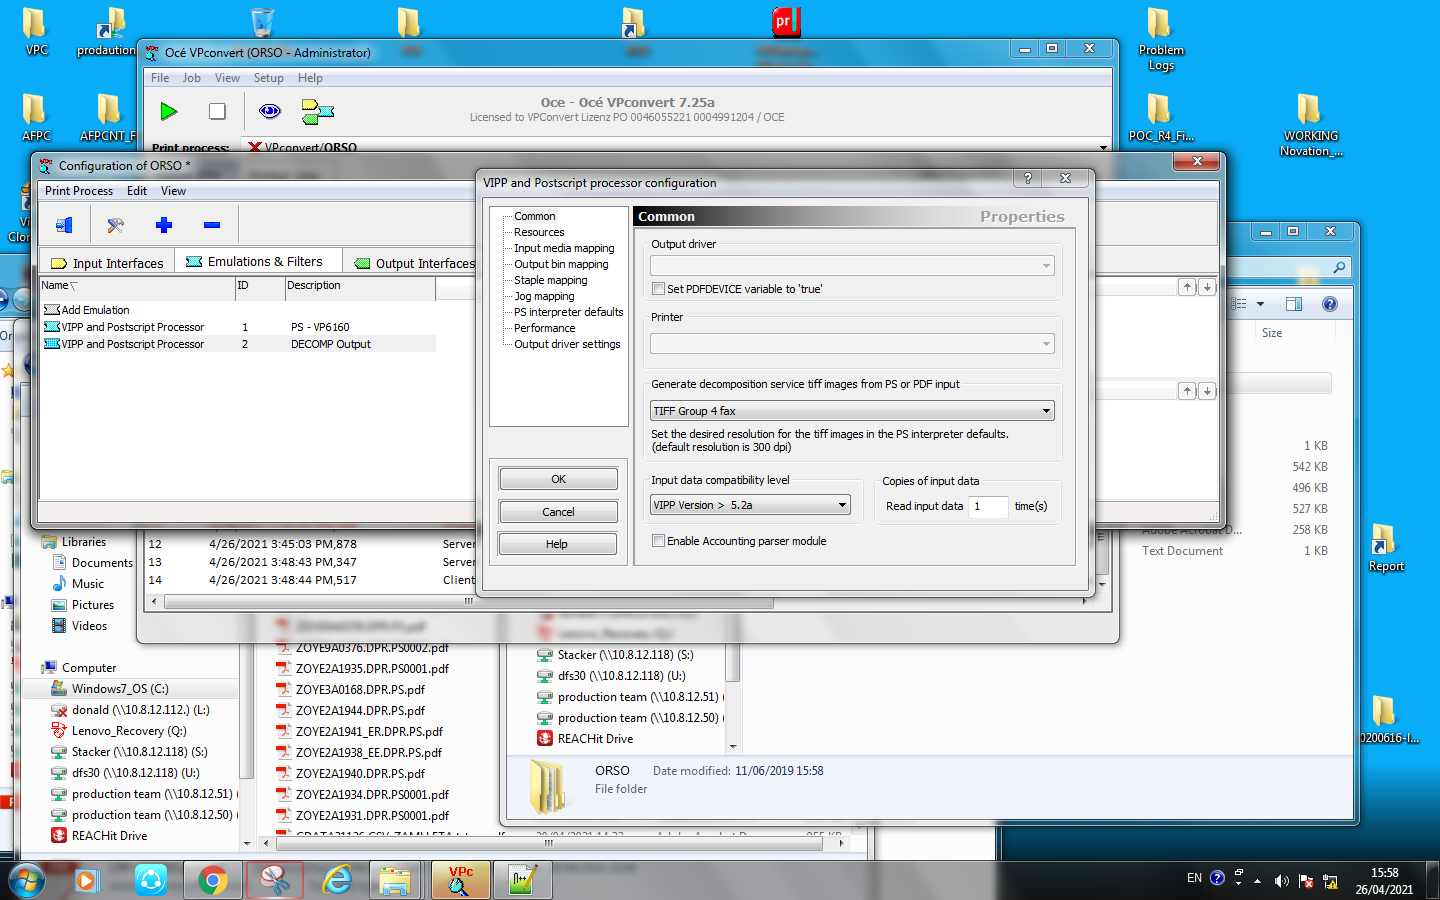 VPC
prodaution
Problem
Logs
AFPC
AFPCNT_F
POC_R4_Fi...
WORKING
Novation_...
Océ VPconvert (ORSO - Administrator)
File Job View Setup Help
Oce - Océ VPconvert 7.25a
Licensed to VPConvert Lizenz PO 0046055221 0004991204 / OCE
Print process: VPconvert/ORSO
Configuration of ORSO *
Print Process Edit View
Input Interfaces
Emulations & Filters
Output Interfaces
Name ID Description
Add Emulation
VIPP and Postscript Processor 1 PS - VP6160
VIPP and Postscript Processor 2 DECOMP Output
VIPP and Postscript processor configuration
Common
Resources
Input media mapping
Output bin mapping
Staple mapping
Jog mapping
PS interpreter defaults
Performance
Output driver settings
OK
Cancel
Help
Common Properties
Output driver
Set PDFDEVICE variable to 'true'
Printer
Generate decomposition service tiff images from PS or PDF input
TIFF Group 4 fax
Set the desired resolution for the tiff images in the PS interpreter defaults.
(default resolution is 300 dpi)
Input data compatibility level
VIPP Version > 5.2a
Copies of input data
Read input data 1 time(s)
Enable Accounting parser module
Size
1 KB
542 KB
496 KB
527 KB
Adobe Acrobat D... 258 KB
Text Document 1 KB
Report
0200616-I...
12 4/26/2021 3:45:03 PM,878 Server
13 4/26/2021 3:48:43 PM,347 Server
14 4/26/2021 3:48:44 PM,517 Client
Libraries
Documents
Music
Pictures
Videos
Computer
Windows7_OS (C:)
donald (\\10.8.12.112.) (L:)
Lenovo_Recovery (Q:)
Stacker (\\10.8.12.118) (S:)
dfs30 (\\10.8.12.118) (U:)
production team (\\10.8.12.51) (
production team (\\10.8.12.50) (
REACHit Drive
ZOYE9A0376.DPR.PS0002.pdf
ZOYE2A1935.DPR.PS0001.pdf
ZOYE3A0168.DPR.PS.pdf
ZOYE2A1944.DPR.PS.pdf
ZOYE2A1941_ER.DPR.PS.pdf
ZOYE2A1938_EE.DPR.PS.pdf
ZOYE2A1940.DPR.PS.pdf
ZOYE2A1934.DPR.PS0001.pdf
ZOYE2A1931.DPR.PS0001.pdf
Lenovo_Recovery (Q:)
Stacker (\\10.8.12.118) (S:)
dfs30 (\\10.8.12.118) (U:)
production team (\\10.8.12.51) (
production team (\\10.8.12.50) (
REACHit Drive
ORSO Date modified: 11/06/2019 15:58
File folder
VPc
EN
15:58
26/04/2021